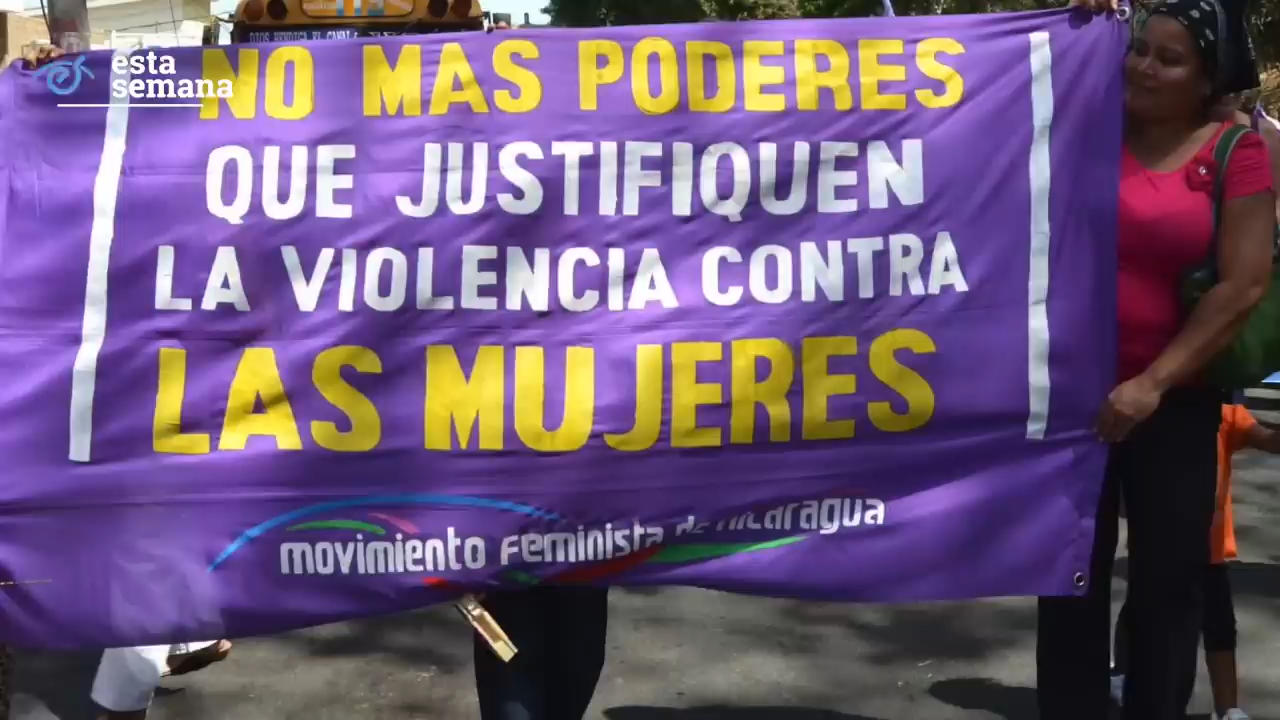 esta
semana
NO MAS PODERES
QUE JUSTIFIQUEN
LA VIOLENCIA CONTRA
LAS MUJERES
movimiento Feminista de nicaragua